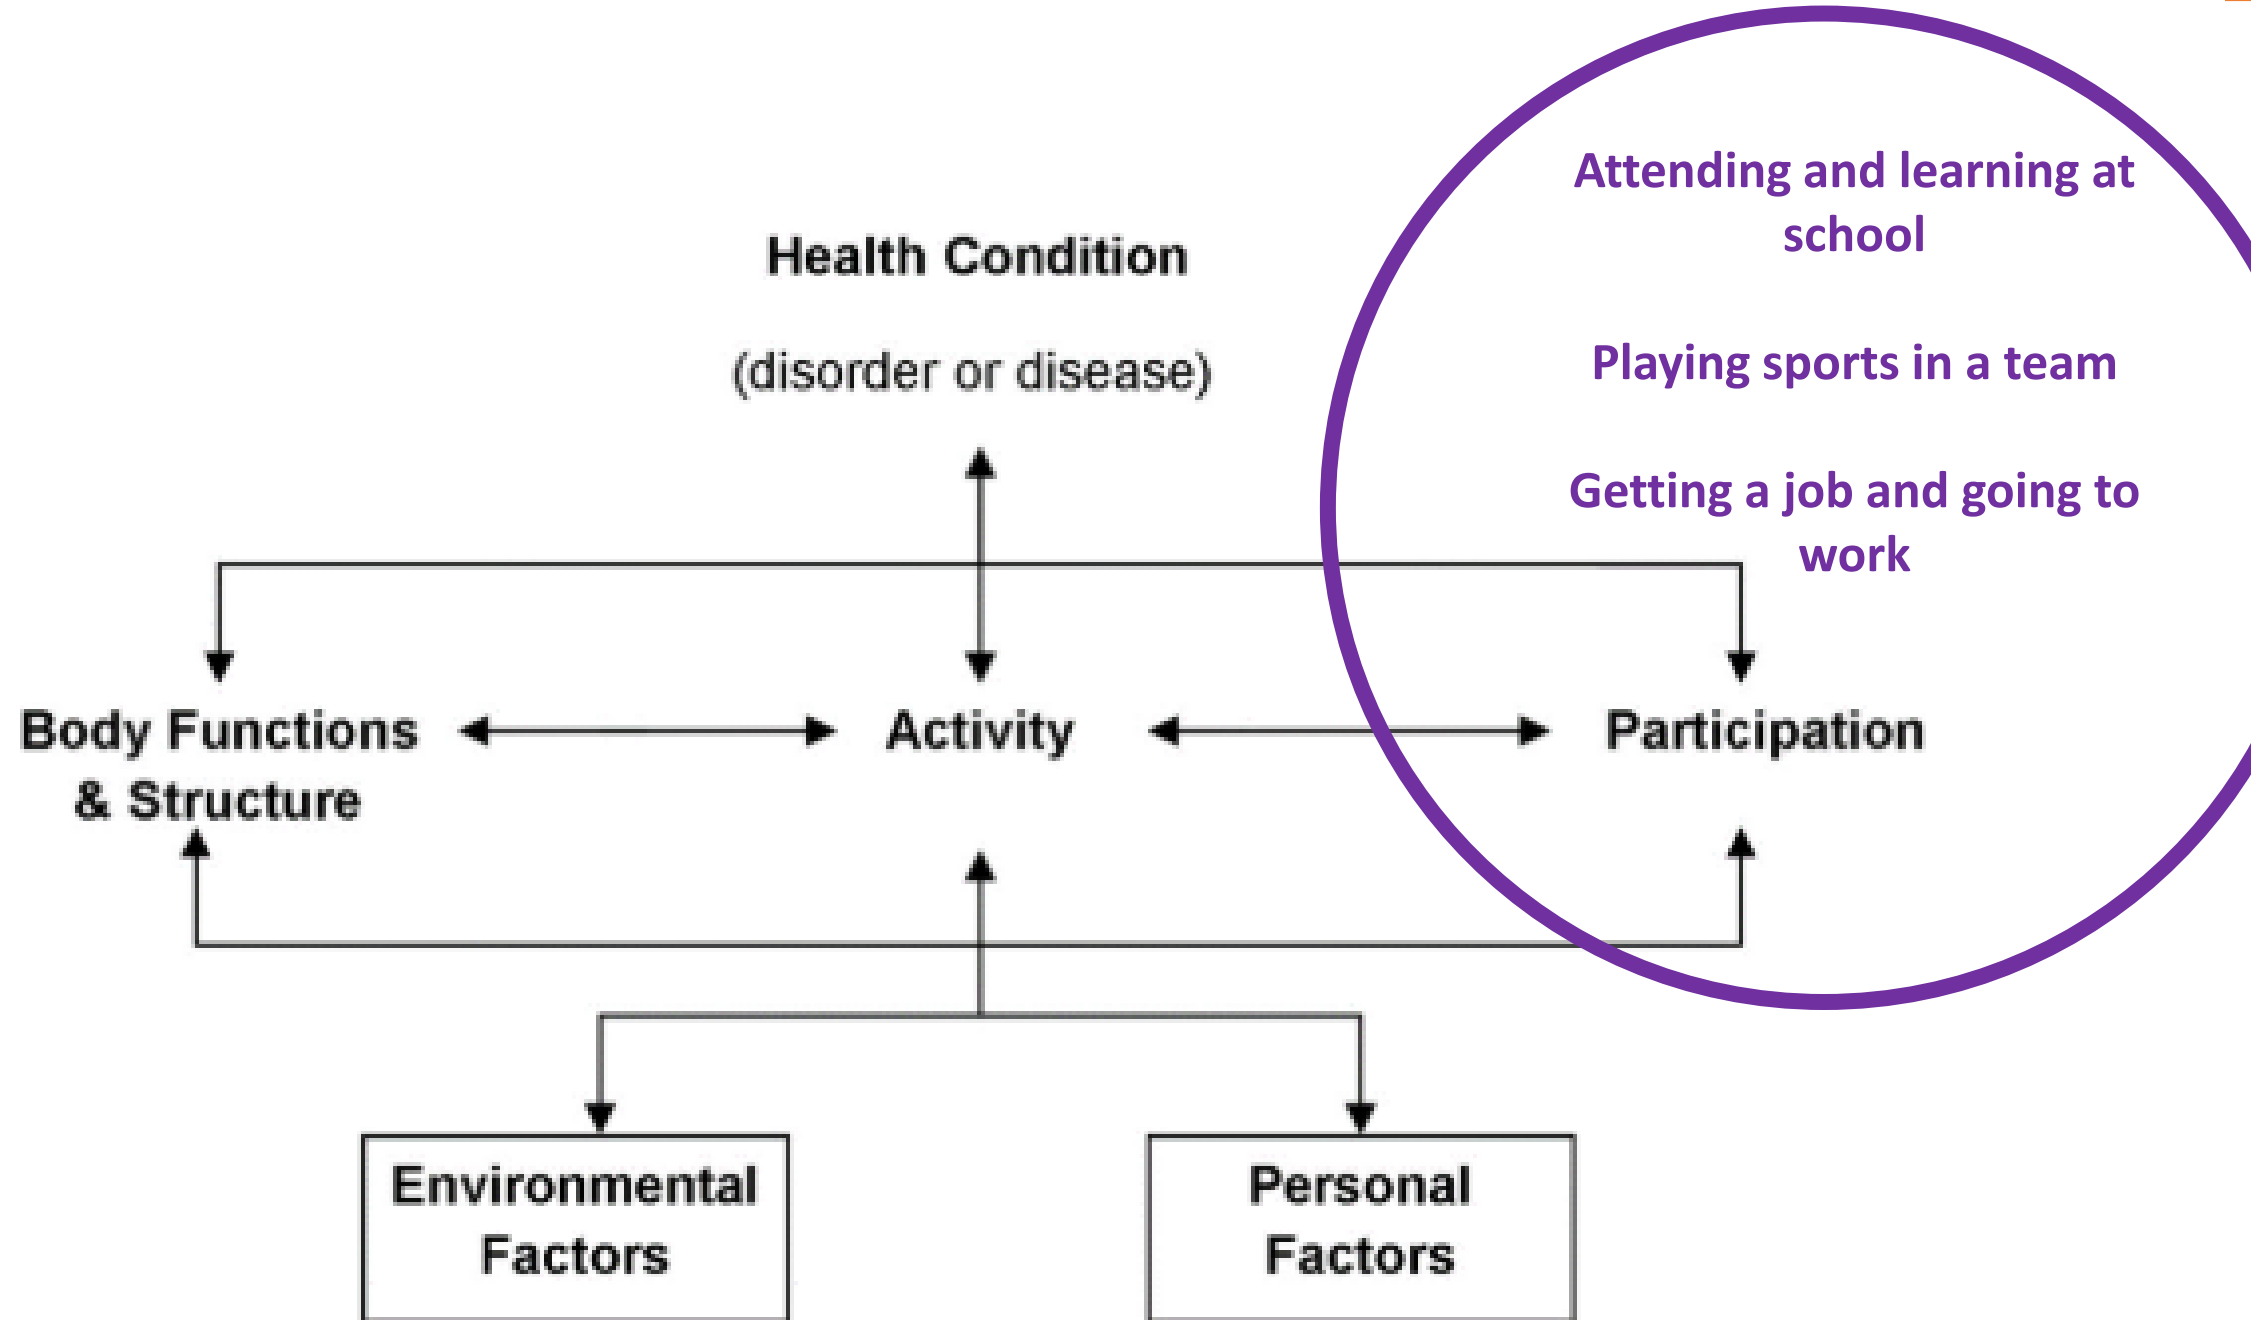 Attending and learning at
school
Playing sports in a team
Getting a job and going to
work
Health Condition
(disorder or disease)
Body Functions
& Structure
Activity
Participation
Environmental
Factors
Personal
Factors